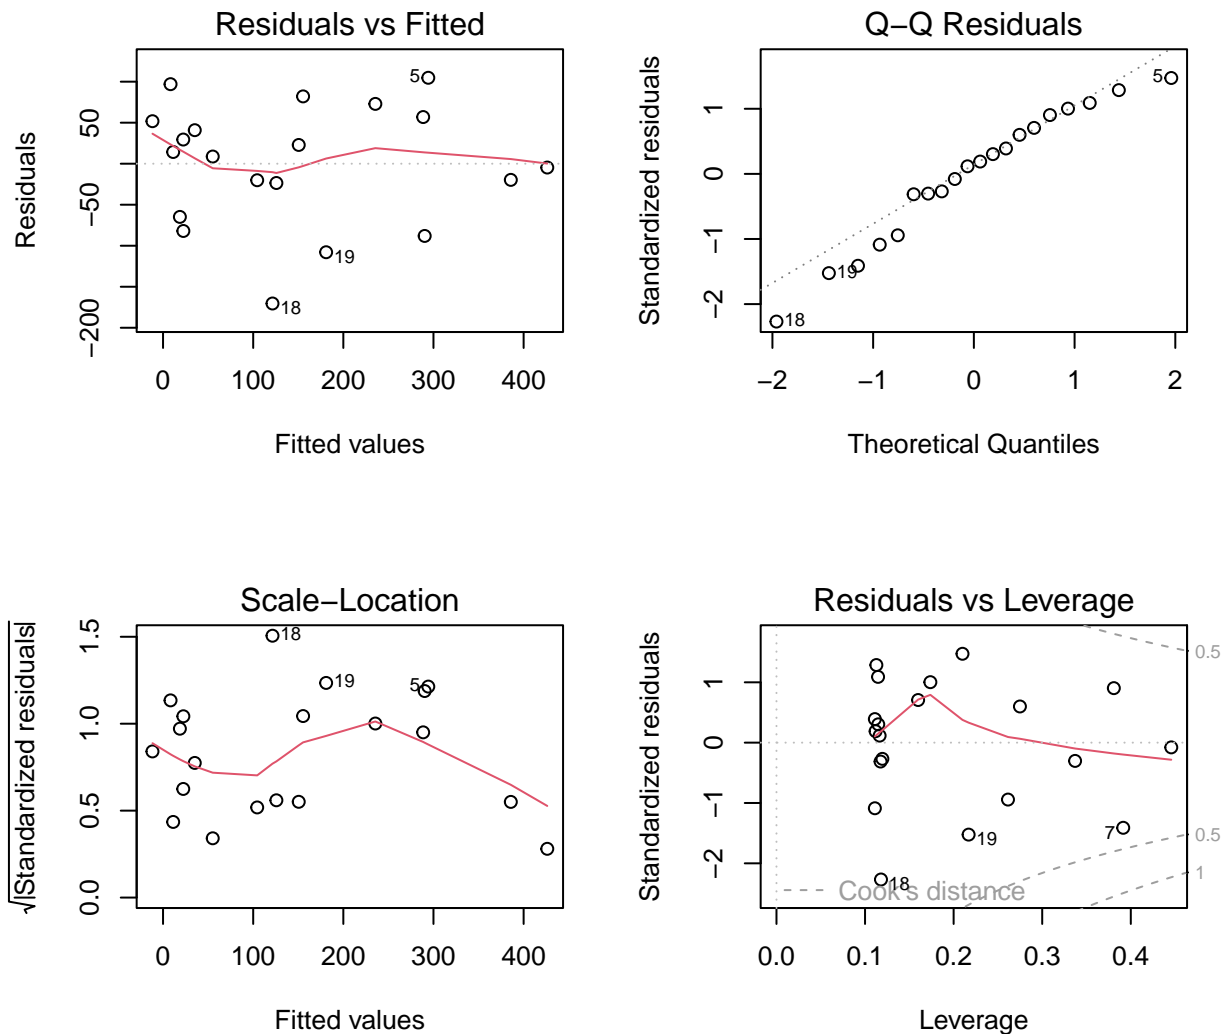 Residuals vs Fitted
Residuals
50
−50
−200
5
19
18
0 100 200 300 400
Fitted values
Q−Q Residuals
Standardized residuals
1
0
−1
−2
5
19
18
−2 −1 0 1 2
Theoretical Quantiles
Scale−Location
√|Standardized residuals|
1.5
1.0
0.5
0.0
18
19
5
0 100 200 300 400
Fitted values
Residuals vs Leverage
Standardized residuals
1
0
−1
−2
0.5
0.5
1
7
19
18
Cook's distance
0.0 0.1 0.2 0.3 0.4
Leverage